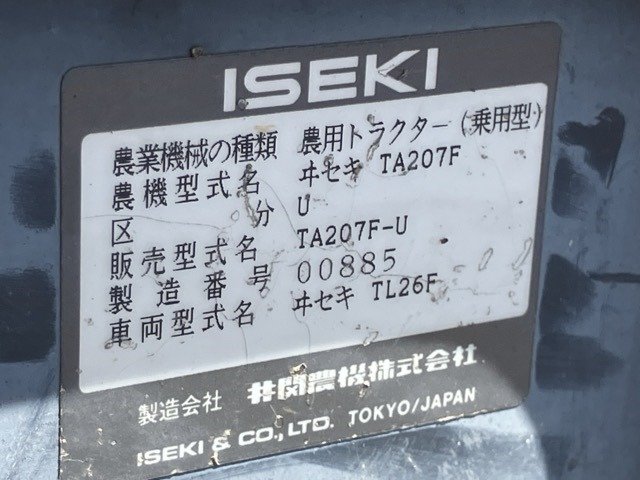 ISEKI
農業機械の種類 農用トラクター(乗用型)
農機型式名 ヰセキ TA207F
区分 U
販売型式名 TA207F-U
製造番号 00885
車両型式名 ヰセキ TL26F
製造会社 井関農機株式会社
ISEKI & CO., LTD. TOKYO/JAPAN